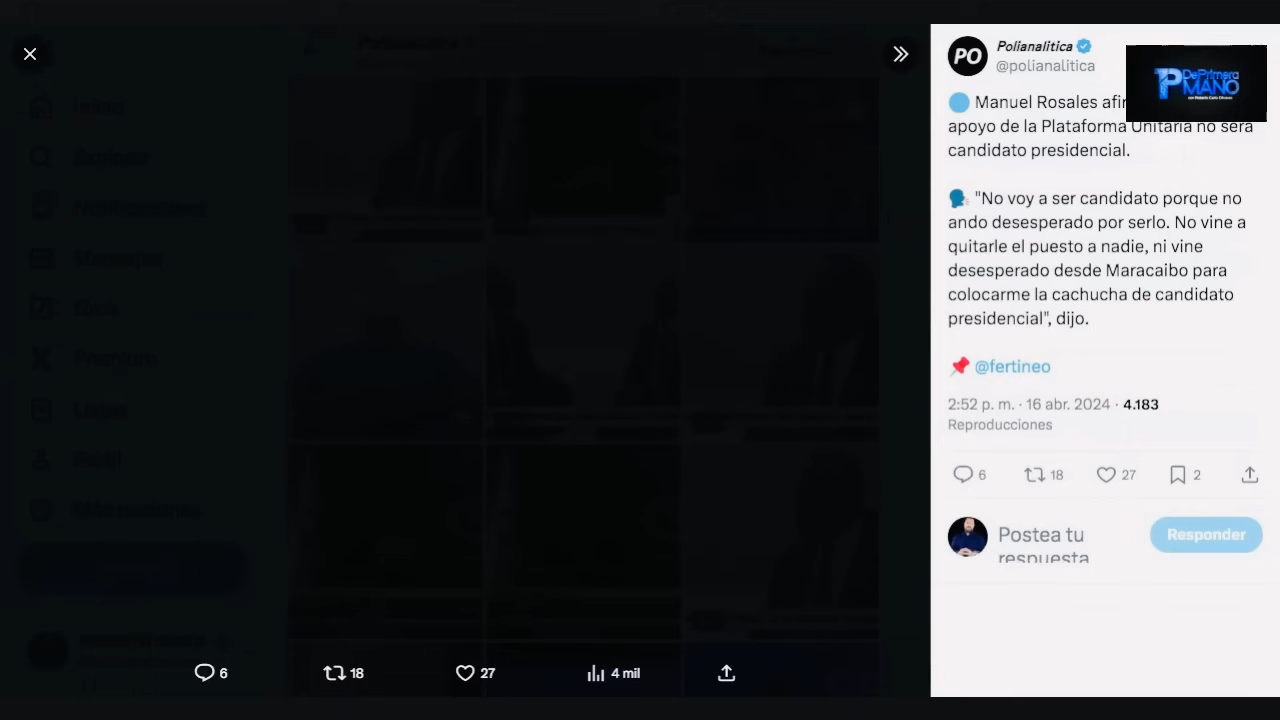 PO
Polianalitica
@polianalitica
DePrimera
MANO
Manuel Rosales afir
apoyo de la Plataforma Unitaria no será
candidato presidencial.
"No voy a ser candidato porque no
ando desesperado por serlo. No vine a
quitarle el puesto a nadie, ni vine
desesperado desde Maracaibo para
colocarme la cachucha de candidato
presidencial", dijo.
@fertineo
2:52 p. m. · 16 abr. 2024 · 4.183
Reproducciones
6 18 27 2
Postea tu
respuesta
Responder
6 18 27 4 mil